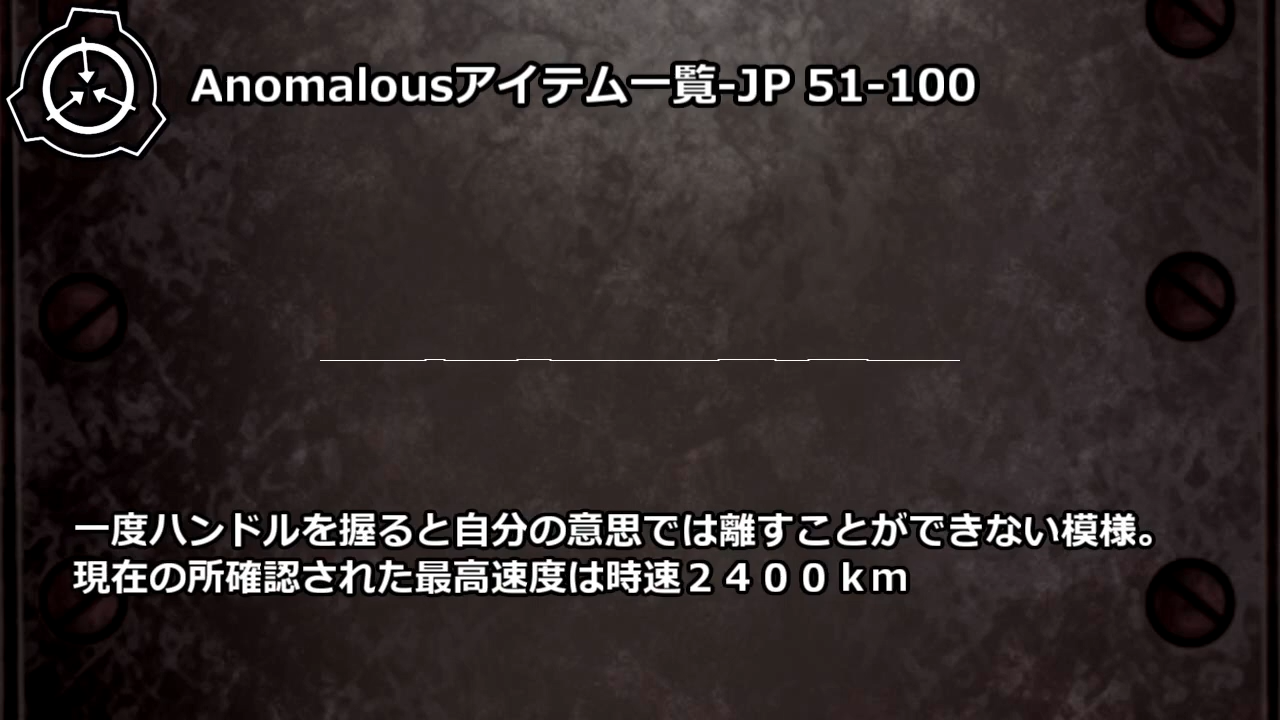 Anomalousアイテム一覧-JP 51-100
一度ハンドルを握ると自分の意思では離すことができない模様。
現在の所確認された最高速度は時速２４００ｋｍ